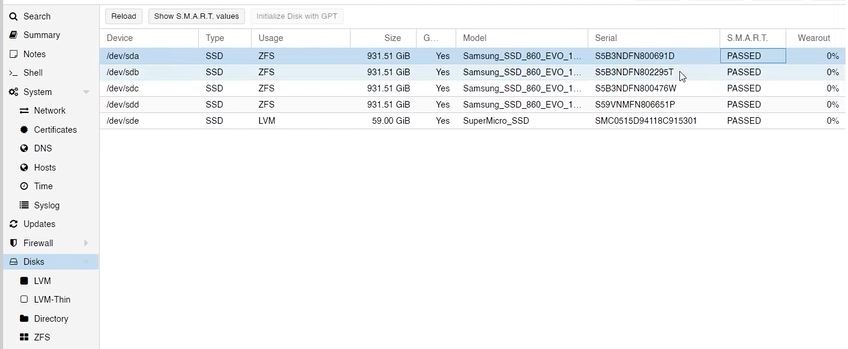 Search
Summary
Notes
Shell
System
Network
Certificates
DNS
Hosts
Time
Syslog
Updates
Firewall
Disks
LVM
LVM-Thin
Directory
ZFS
Reload Show S.M.A.R.T. values Initialize Disk with GPT
Device Type Usage Size G... Model Serial S.M.A.R.T. Wearout
/dev/sda SSD ZFS 931.51 GiB Yes Samsung_SSD_860_EVO_1... S5B3NDFN800691D PASSED 0%
/dev/sdb SSD ZFS 931.51 GiB Yes Samsung_SSD_860_EVO_1... S5B3NDFN802295T PASSED 0%
/dev/sdc SSD ZFS 931.51 GiB Yes Samsung_SSD_860_EVO_1... S5B3NDFN800476W PASSED 0%
/dev/sdd SSD ZFS 931.51 GiB Yes Samsung_SSD_860_EVO_1... S59VNMFN806651P PASSED 0%
/dev/sde SSD LVM 59.00 GiB Yes SuperMicro_SSD SMC0515D94118C915301 PASSED 0%